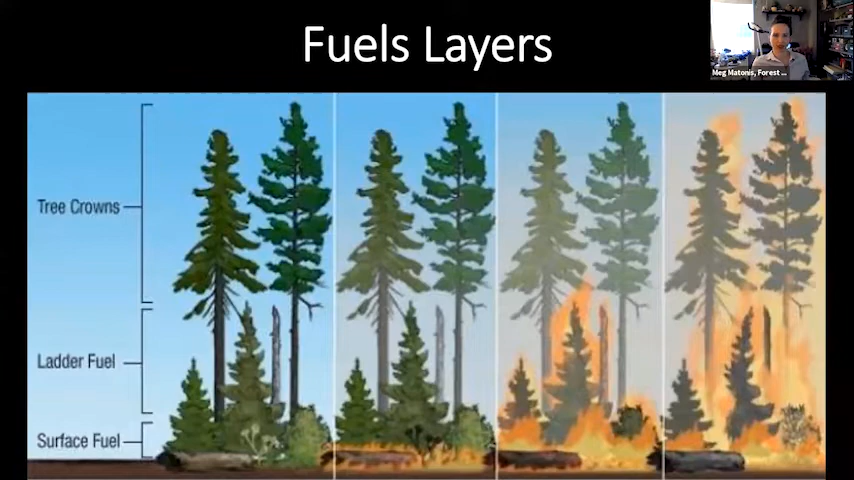 Fuels Layers
Meg Matonis, Forest ...
Tree Crowns
Ladder Fuel
Surface Fuel